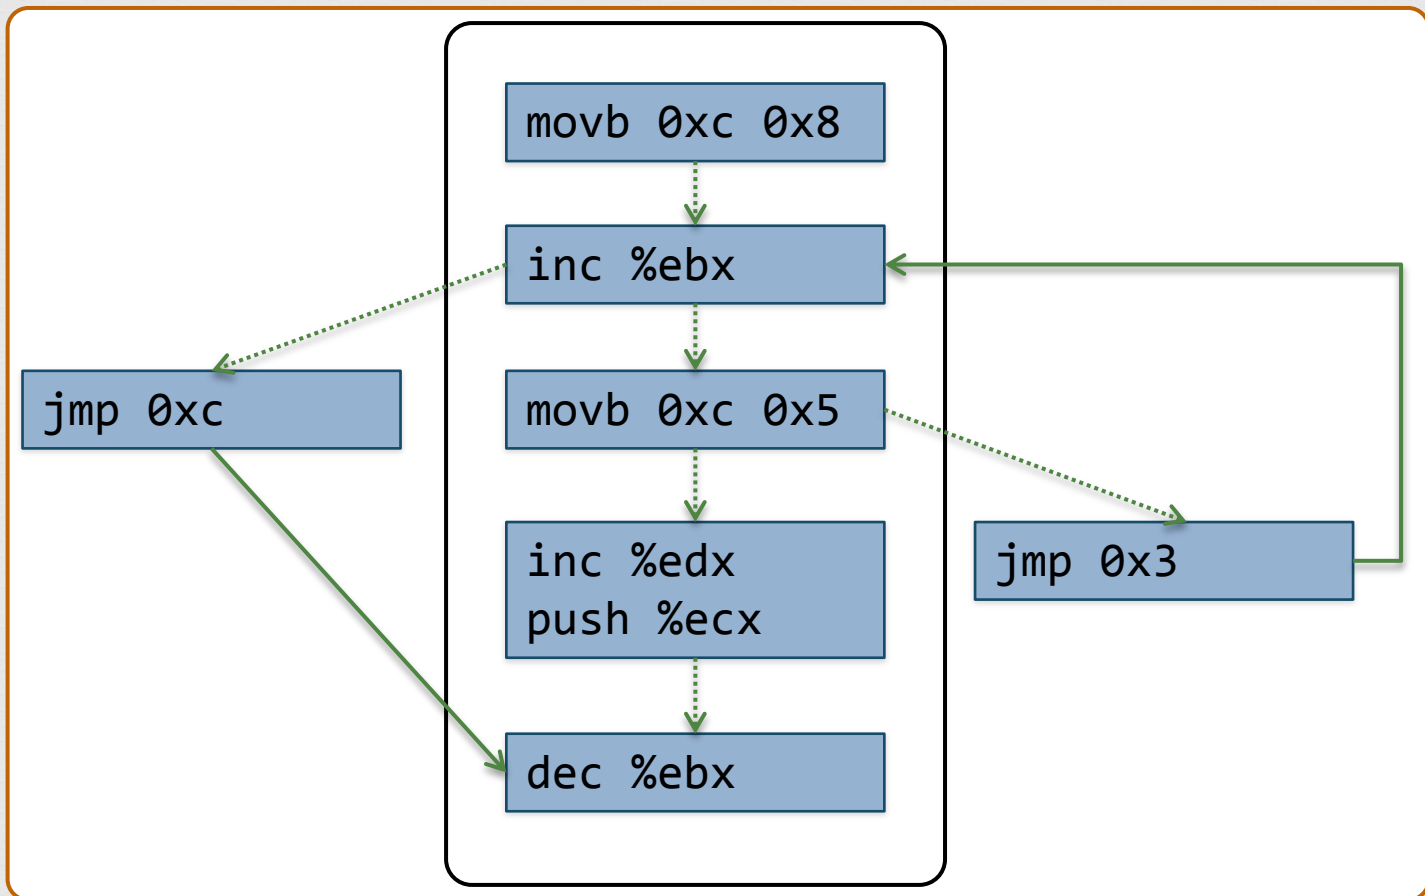 movb 0xc 0x8
inc %ebx
jmp 0xc
movb 0xc 0x5
inc %edx
push %ecx
jmp 0x3
dec %ebx